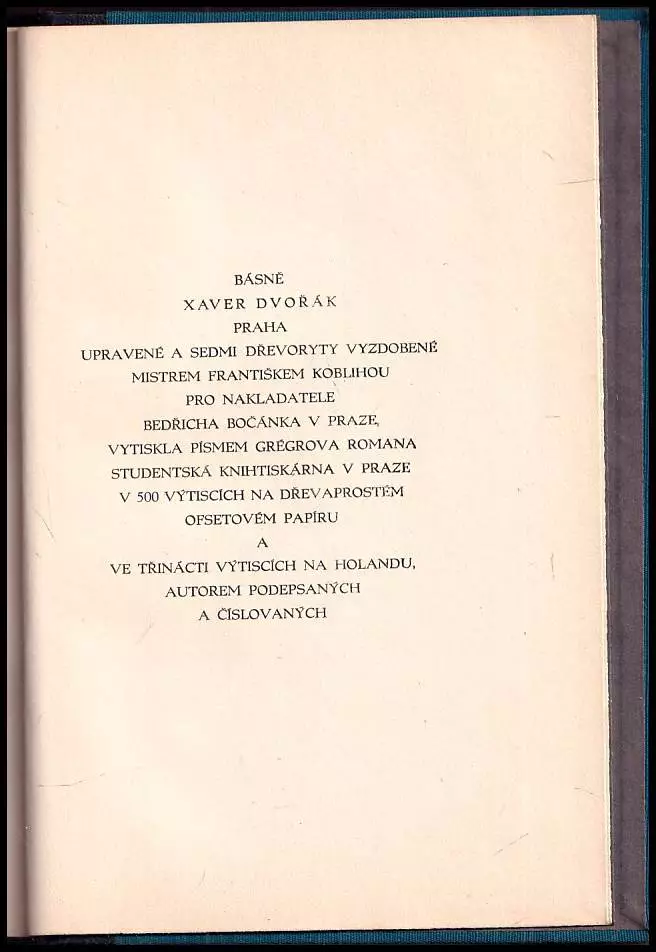 BÁSNĚ
XAVER DVOŘÁK
PRAHA
UPRAVENÉ A SEDMI DŘEVORYTY VYZDOBENÉ
MISTREM FRANTIŠKEM KOBLIHOU
PRO NAKLADATELE
BEDŘICHA BOČÁNKA V PRAZE,
VYTISKLA PÍSMEM GRÉGROVA ROMANA
STUDENTSKÁ KNIHTISKÁRNA V PRAZE
V 500 VÝTISCÍCH NA DŘEVAPROSTÉM
OFSETOVÉM PAPÍRU
A
VE TŘINÁCTI VÝTISCÍCH NA HOLANDU,
AUTOREM PODEPSANÝCH
A ČÍSLOVANÝCH